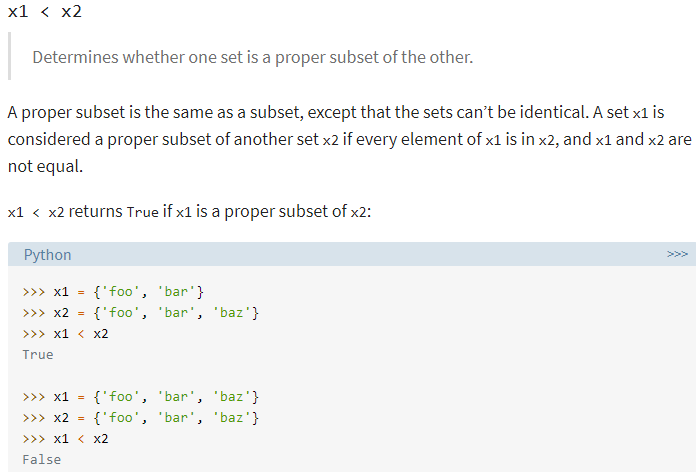 x1 < x2
Determines whether one set is a proper subset of the other.
A proper subset is the same as a subset, except that the sets can’t be identical. A set x1 is
considered a proper subset of another set x2 if every element of x1 is in x2, and x1 and x2 are
not equal.
x1 < x2 returns True if x1 is a proper subset of x2:
Python >>>
>>> x1 = {'foo', 'bar'}
>>> x2 = {'foo', 'bar', 'baz'}
>>> x1 < x2
True
>>> x1 = {'foo', 'bar', 'baz'}
>>> x2 = {'foo', 'bar', 'baz'}
>>> x1 < x2
False